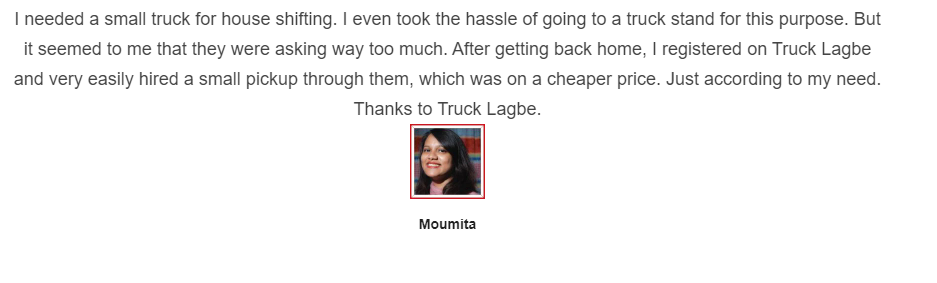 I needed a small truck for house shifting. I even took the hassle of going to a truck stand for this purpose. But
it seemed to me that they were asking way too much. After getting back home, I registered on Truck Lagbe
and very easily hired a small pickup through them, which was on a cheaper price. Just according to my need.
Thanks to Truck Lagbe.
Moumita